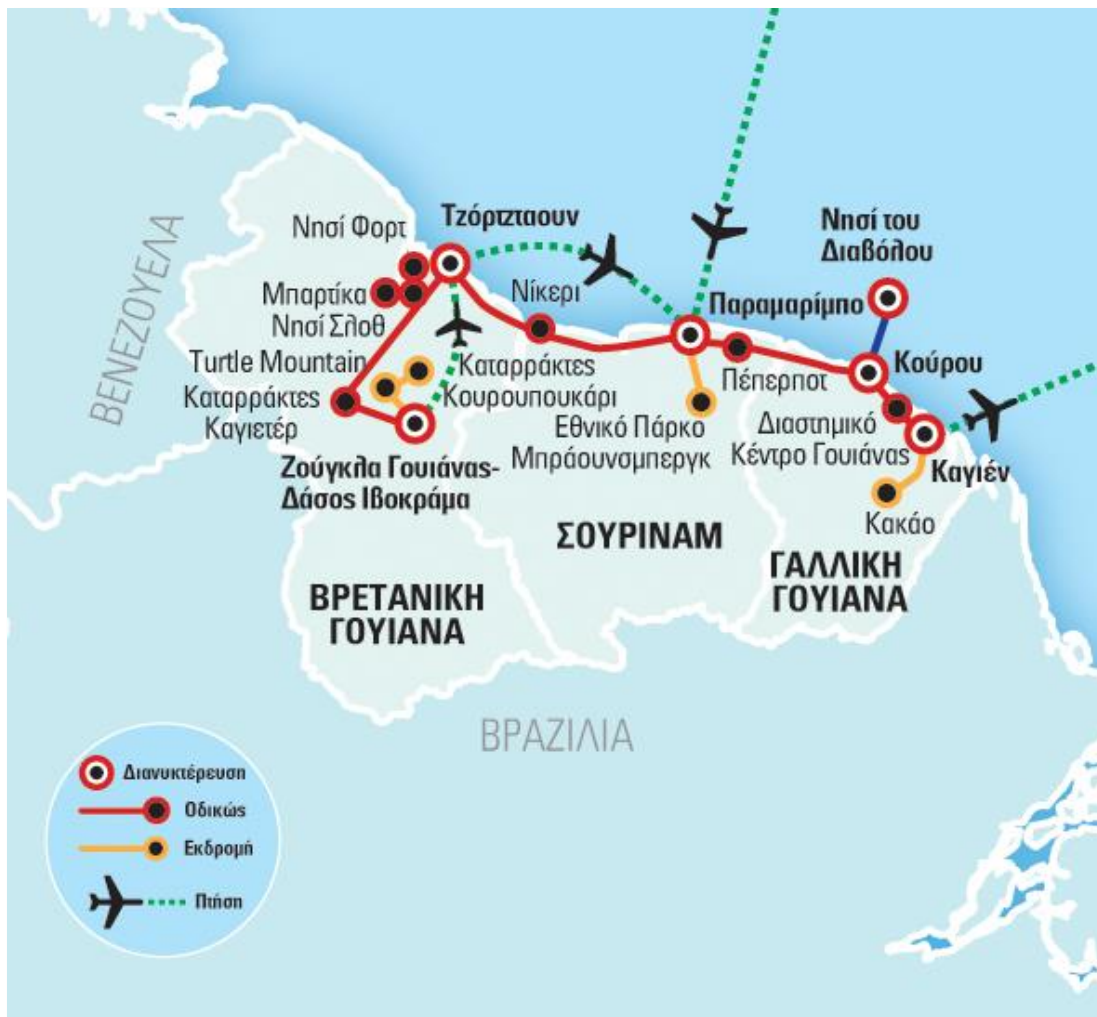 Τζόρτζταουν
Νησί Φορτ
Μπαρτίκα
Νησί Σλοθ
Turtle Mountain
Καταρράκτες
Καγιετέρ
Ζούγκλα Γουιάνας-
Δάσος Ιβοκράμα
Καταρράκτες
Κουρουπουκάρι
Νίκερι
Παραμαρίμπο
Πέπερποτ
Εθνικό Πάρκο
Μπράουνσμπεργκ
Νησί του
Διαβόλου
Κούρου
Διαστημικό
Κέντρο Γουιάνας
Καγιέν
Κακάο
ΒΕΝΕΖΟΥΕΛΑ
ΒΡΕΤΑΝΙΚΗ
ΓΟΥΙΑΝΑ
ΣΟΥΡΙΝΑΜ
ΓΑΛΛΙΚΗ
ΓΟΥΙΑΝΑ
ΒΡΑΖΙΛΙΑ
Διανυκτέρευση
Οδικώς
Εκδρομή
Πτήση